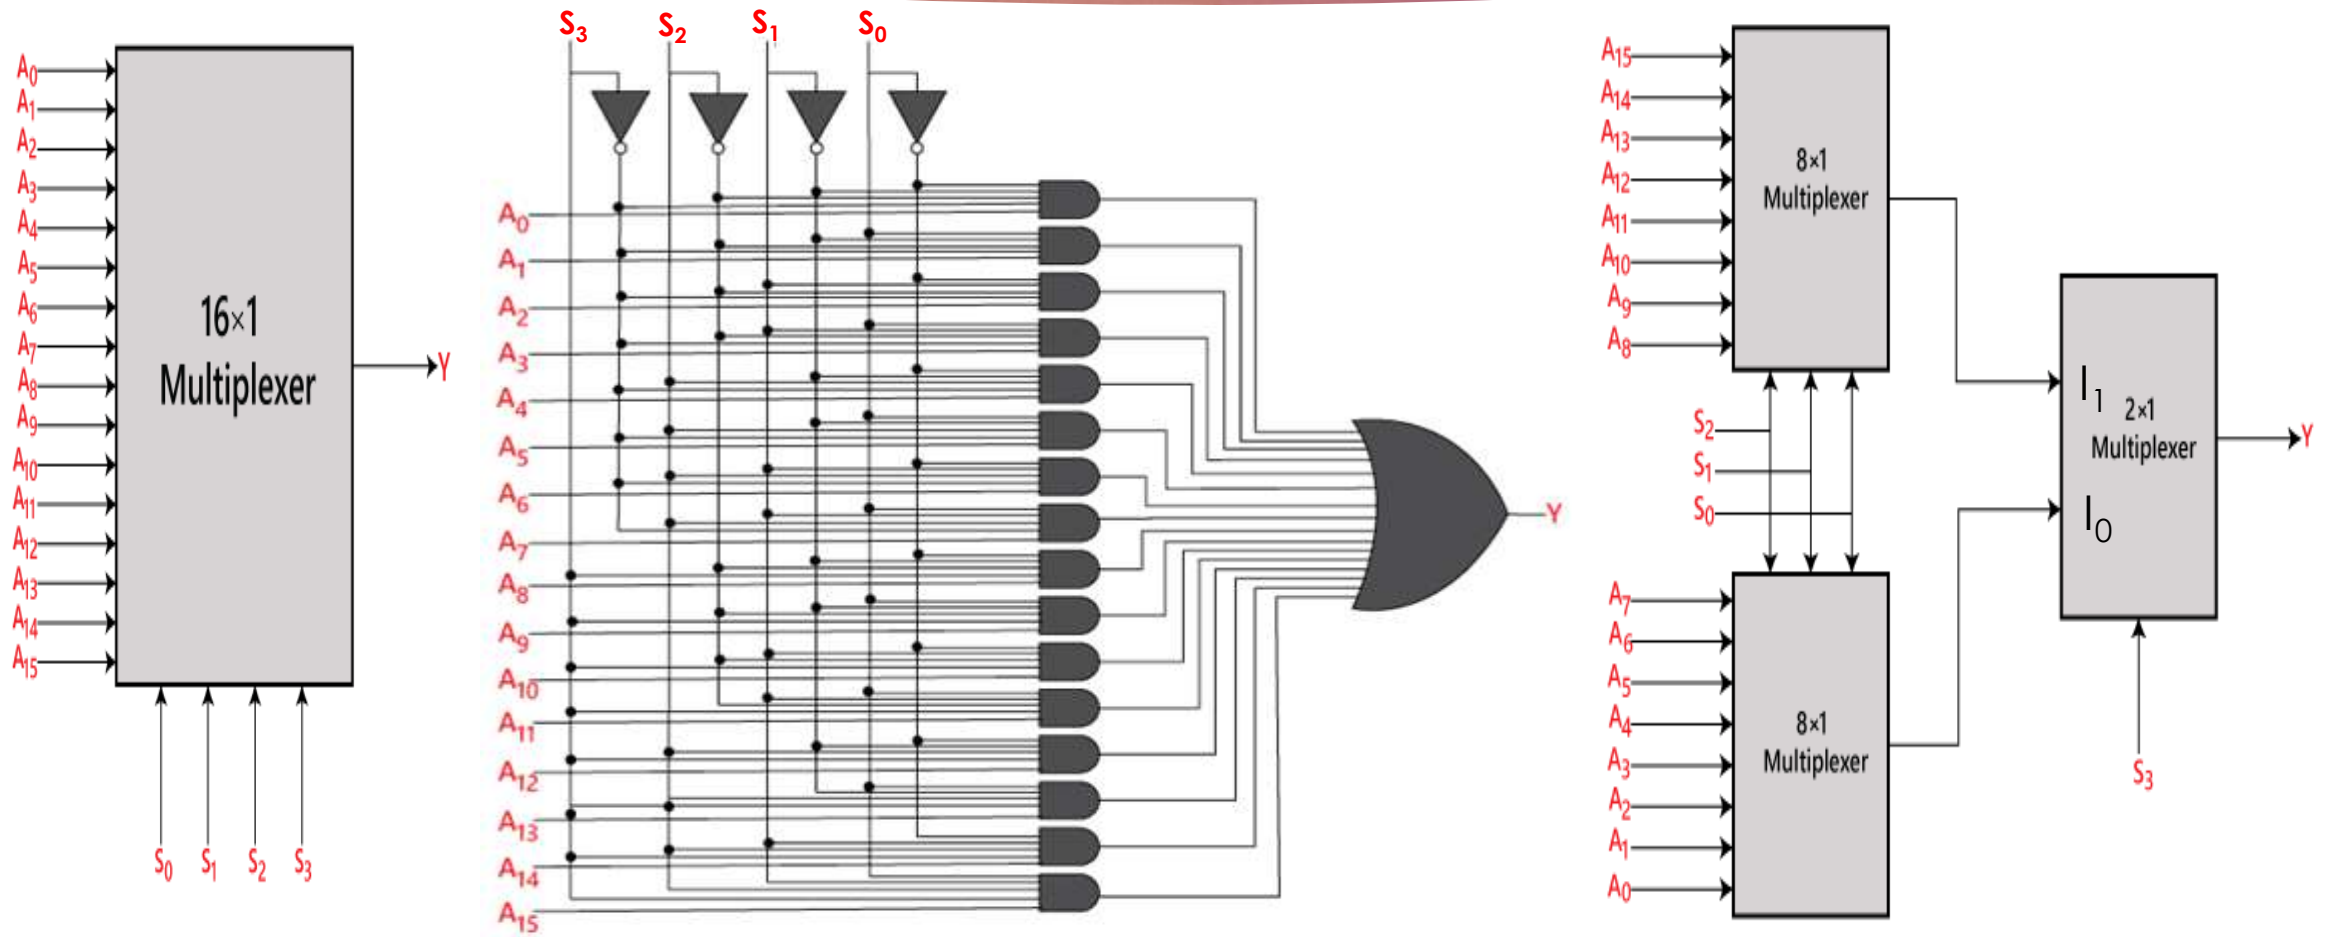 A0
A1
A2
A3
A4
A5
A6
A7
A8
A9
A10
A11
A12
A13
A14
A15
16×1
Multiplexer
Y
S0 S1 S2 S3
S3 S2 S1 S0
A0
A1
A2
A3
A4
A5
A6
A7
A8
A9
A10
A11
A12
A13
A14
A15
Y
A15
A14
A13
A12
A11
A10
A9
A8
8×1
Multiplexer
S2
S1
S0
A7
A6
A5
A4
A3
A2
A1
A0
8×1
Multiplexer
I1
2×1
Multiplexer
I0
Y
S3